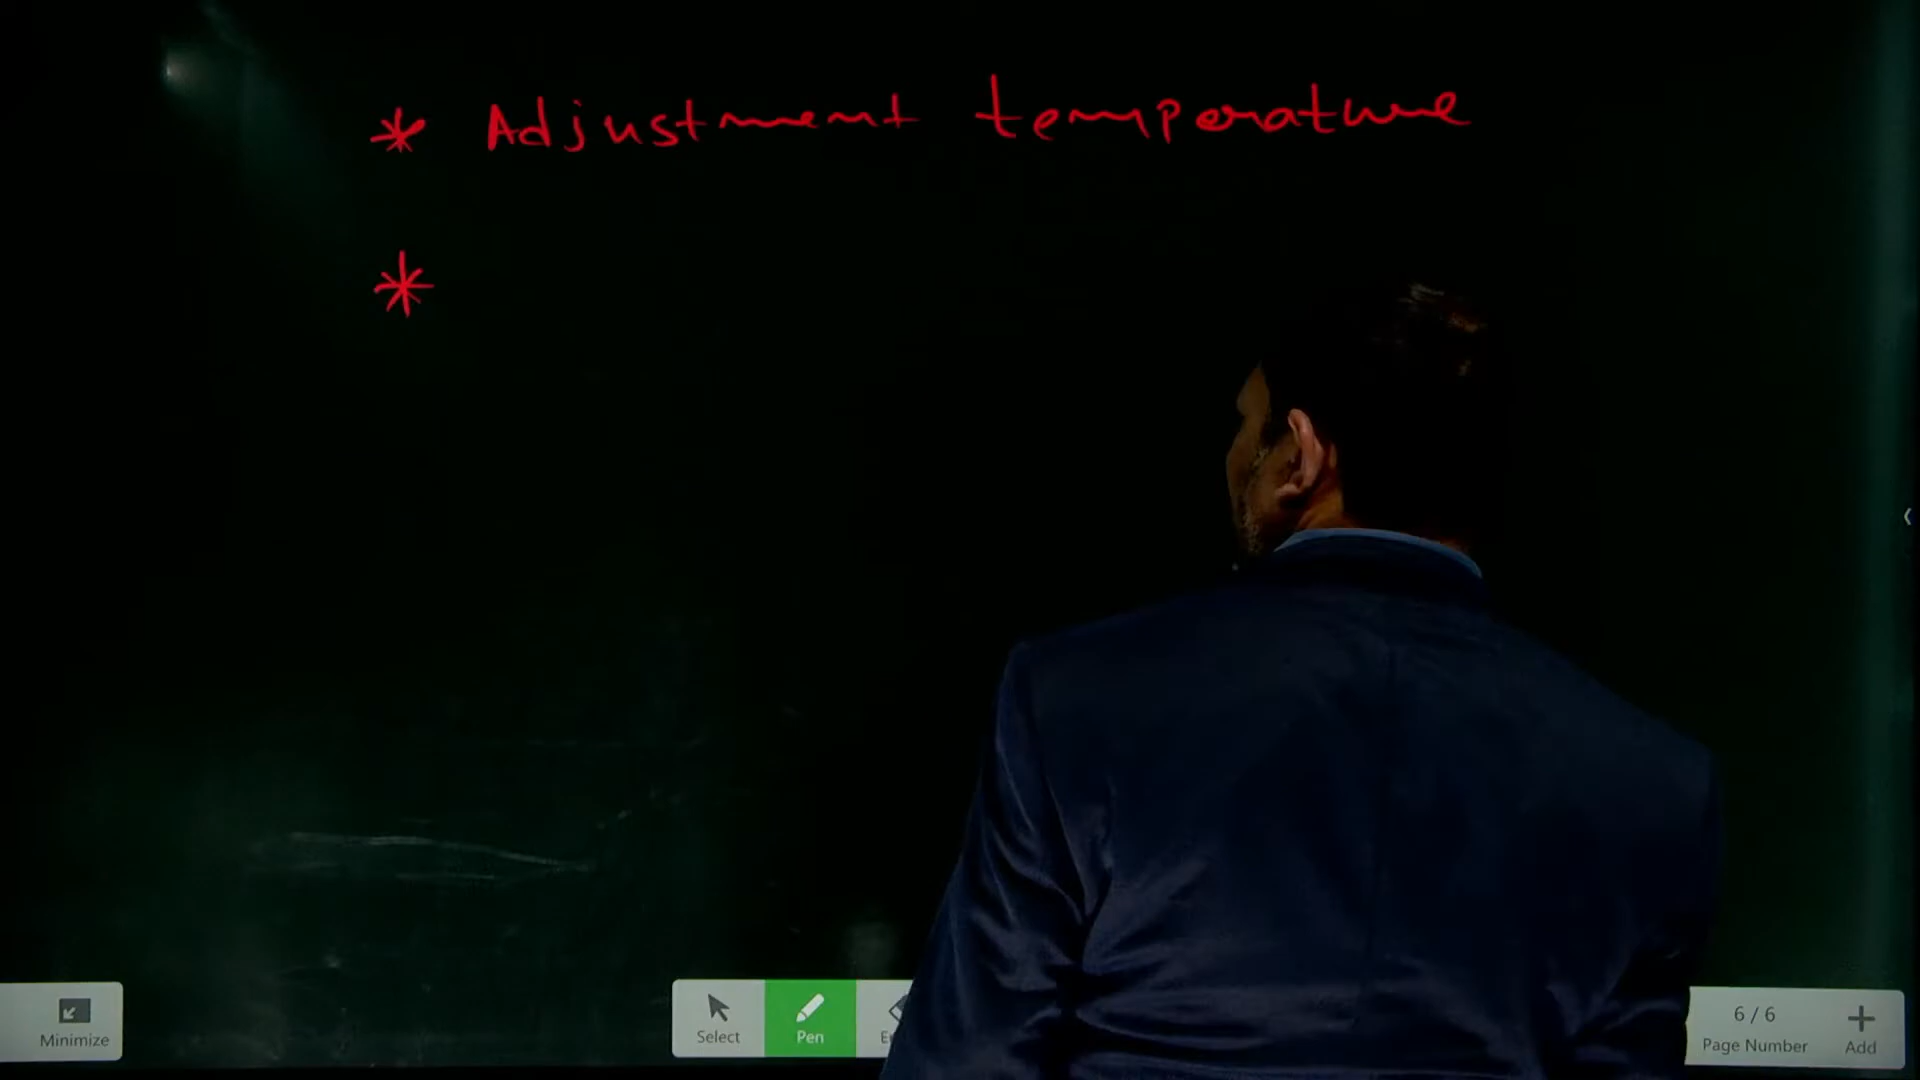 * Adjustment temperature
*
Minimize
Select
Pen
6 / 6
Page Number
Add